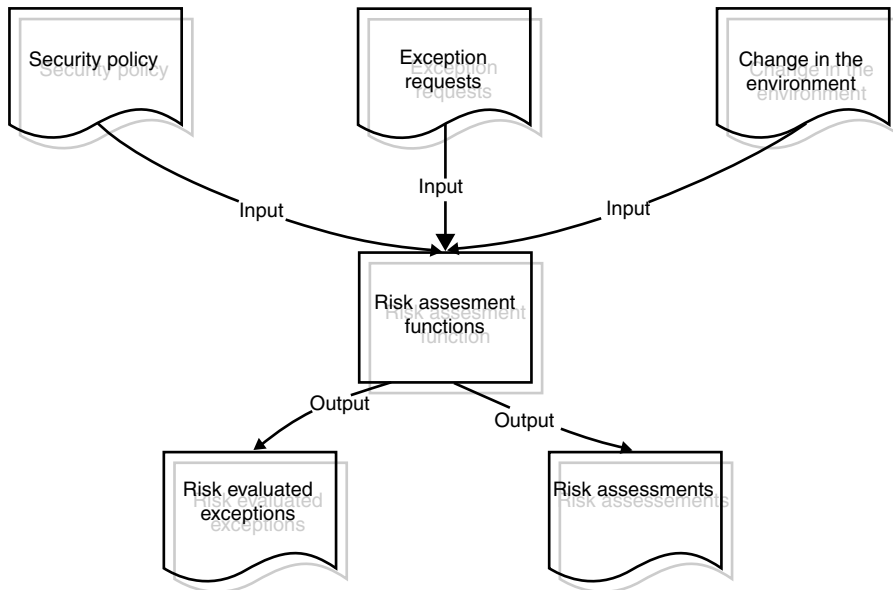 Security policy
Exception
requests
Change in the
environment
Input
Input
Input
Risk assesment
functions
Output
Output
Risk evaluated
exceptions
Risk assessments